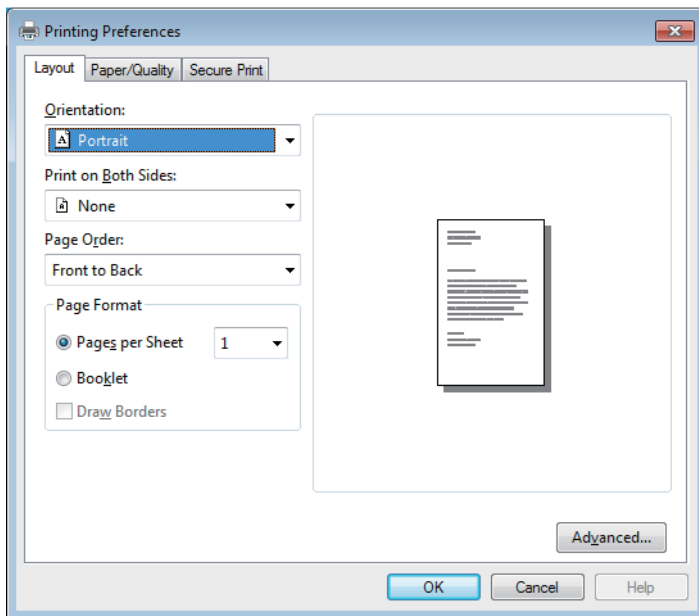 Printing Preferences
Layout Paper/Quality Secure Print
Orientation:
A Portrait
Print on Both Sides:
None
Page Order:
Front to Back
Page Format
Pages per Sheet 1
Booklet
Draw Borders
Advanced...
OK Cancel Help